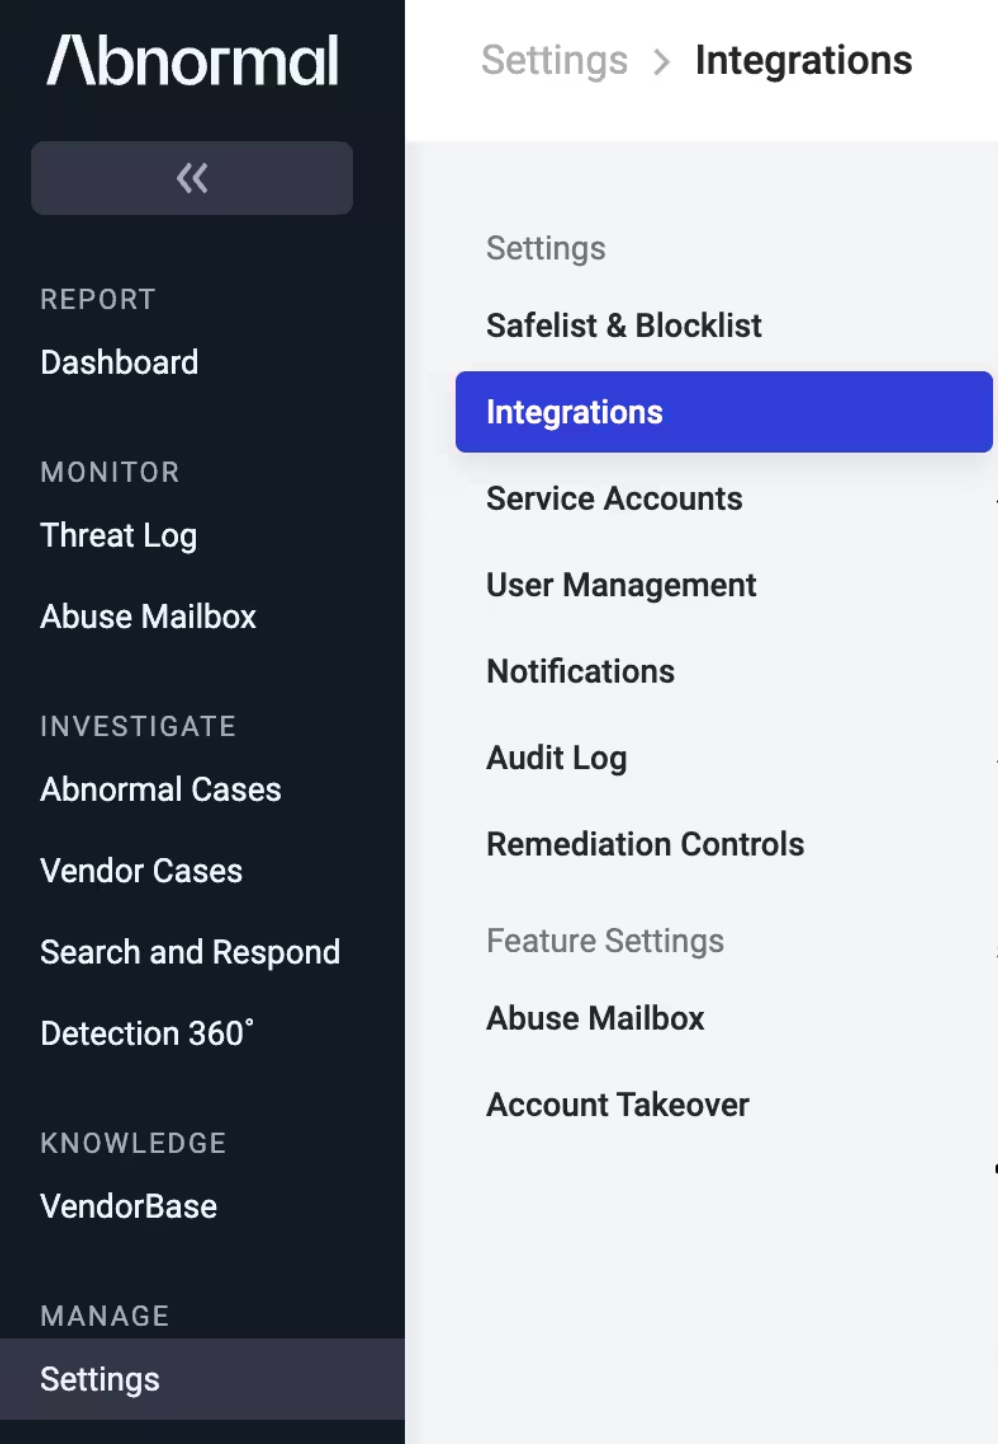 Abnormal
REPORT
Dashboard
MONITOR
Threat Log
Abuse Mailbox
INVESTIGATE
Abnormal Cases
Vendor Cases
Search and Respond
Detection 360°
KNOWLEDGE
VendorBase
MANAGE
Settings
Settings > Integrations
Settings
Safelist & Blocklist
Integrations
Service Accounts
User Management
Notifications
Audit Log
Remediation Controls
Feature Settings
Abuse Mailbox
Account Takeover